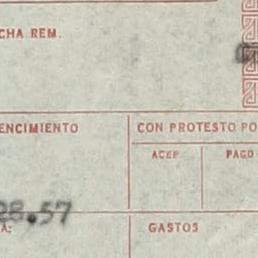 CHA REM.
ENCIMIENTO CON PROTESTO PO
ACEP PAGO
28.57
A: GASTOS